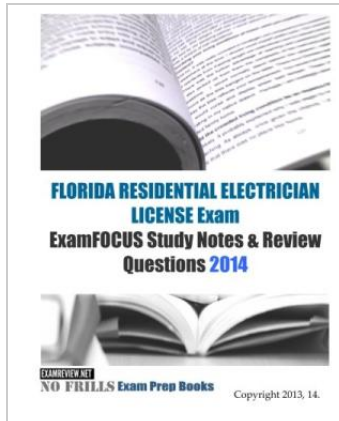 FLORIDA RESIDENTIAL ELECTRICIAN
LICENSE Exam
ExamFOCUS Study Notes & Review
Questions 2014
EXAMREVIEW.NET
NO FRILLS Exam Prep Books
Copyright 2013, 14.